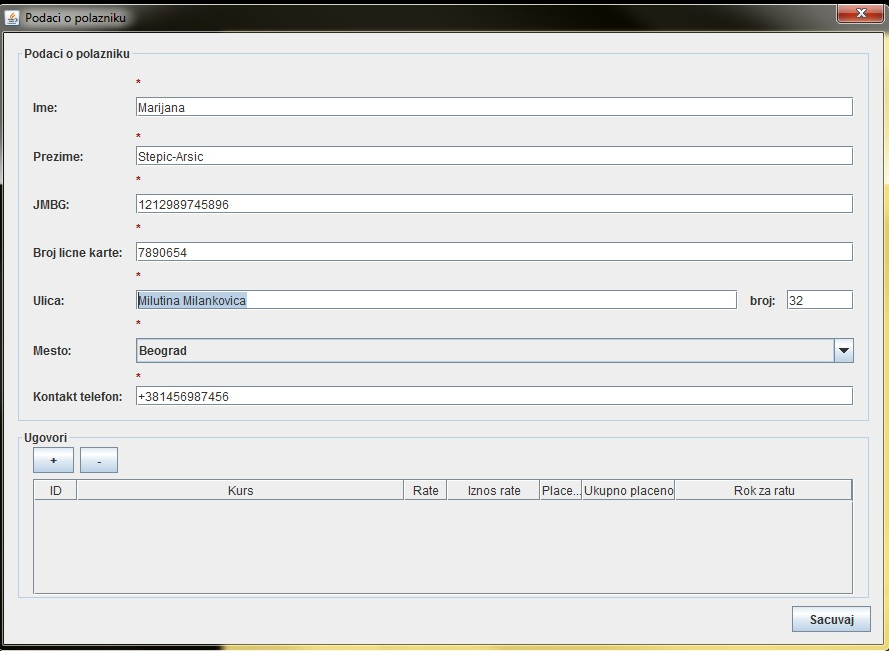 Podaci o polazniku
Podaci o polazniku
*
Ime: Marijana
*
Prezime: Stepic-Arsic
*
JMBG: 1212989745896
*
Broj licne karte: 7890654
*
Ulica: Milutina Milankovica broj: 32
*
Mesto: Beograd
*
Kontakt telefon: +381456987456
Ugovori
+ -
ID Kurs Rate Iznos rate Place... Ukupno placeno Rok za ratu
Sacuvaj